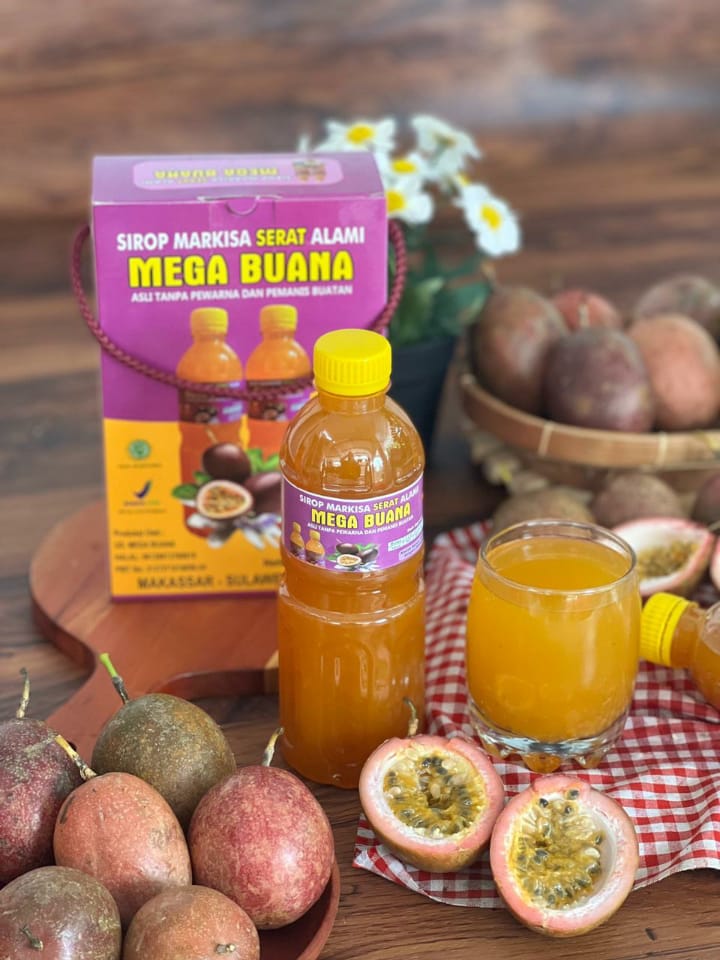 MEGA BUANA
SIROP MARKISA SERAT ALAMI
MEGA BUANA
ASLI TANPA PEWARNA DAN PEMANIS BUATAN
MAKASSAR - SULAWE
SIROP MARKISA SERAT ALAMI
MEGA BUANA
ASLI TANPA PEWARNA DAN PEMANIS BUATAN